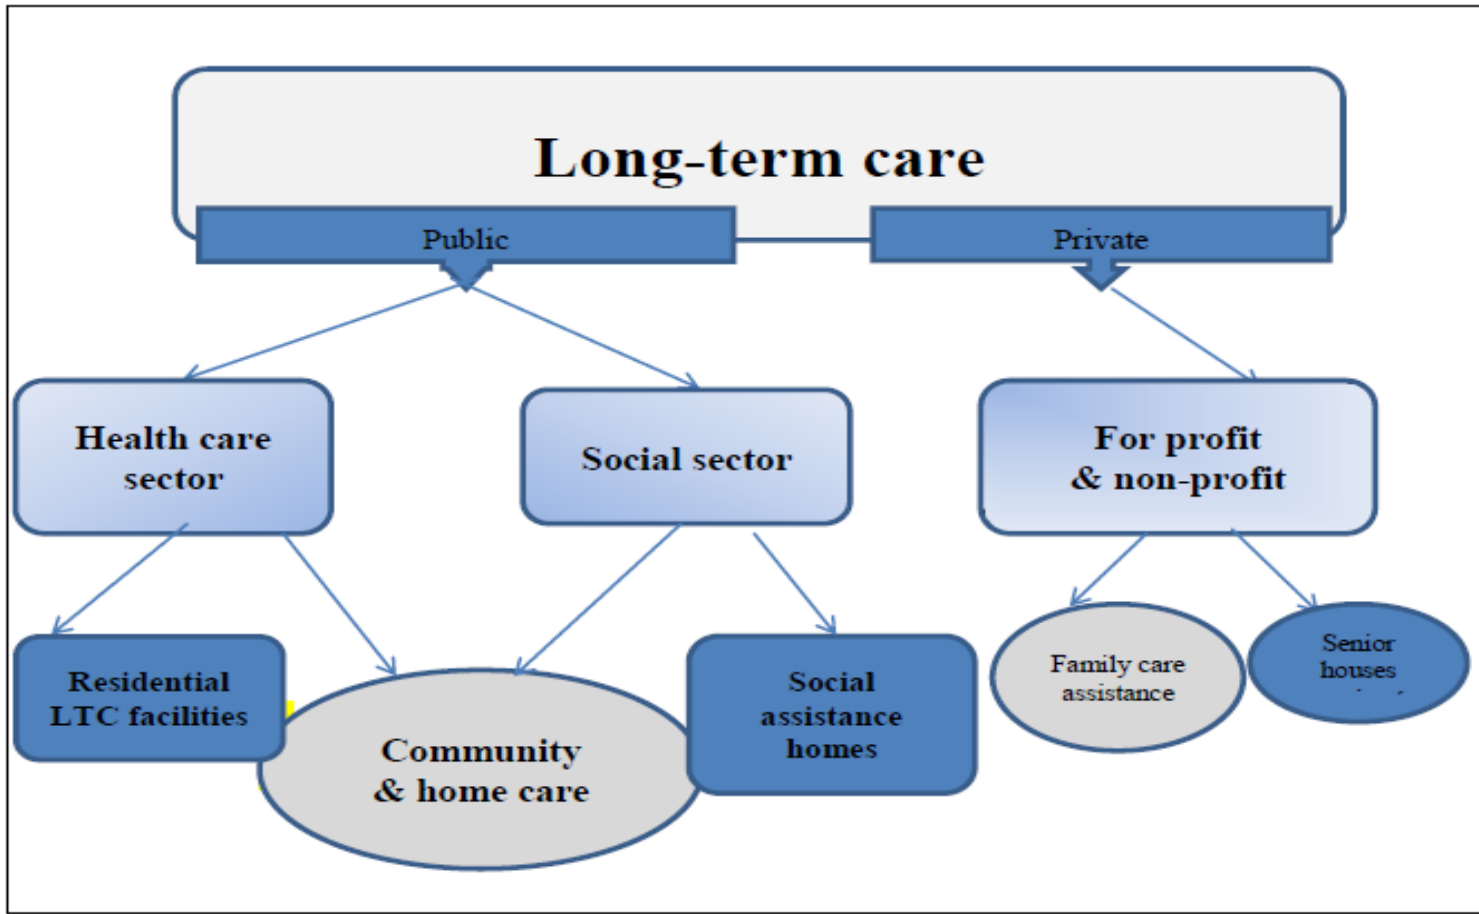 Long-term care
Public
Private
Health care
sector
Social sector
For profit
& non-profit
Residential
LTC facilities
Community
& home care
Social
assistance
homes
Family care
assistance
Senior
houses